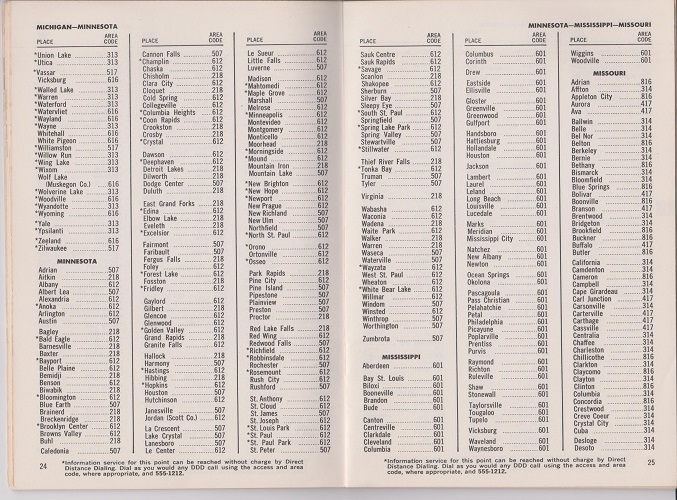 MICHIGAN—MINNESOTA
PLACE AREA CODE
*Union Lake 313
*Utica 313
*Vassar 517
Vicksburg 616
*Walled Lake 313
*Warren 313
*Waterford 313
*Watervliet 616
*Wayland 616
*Wayne 313
Whitehall 616
White Pigeon 616
Williamston 517
*Willow Run 313
*Wing Lake 313
*Wixom 313
Wolf Lake
(Muskegon Co.) 616
*Wolverine Lake 313
*Woodville 616
*Wyandotte 313
*Wyoming 616
*Yale 313
*Ypsilanti 313
*Zeeland 616
*Zilwaukee 517
MINNESOTA
Adrian 507
Aitkin 218
Albany 612
Albert Lea 507
Alexandria 612
*Anoka 612
Arlington 612
Austin 507
Bagley 218
*Bald Eagle 612
Barnesville 218
Baxter 218
*Bayport 612
Belle Plaine 612
Bemidji 218
Benson 612
Biwabik 218
*Bloomington 612
Blue Earth 507
Brainerd 218
Breckenridge 218
*Brooklyn Center 612
Browns Valley 612
Buhl 218
Caledonia 507
24
PLACE AREA CODE
Cannon Falls 507
*Champlin 612
Chaska 612
Chisholm 218
Clara City 612
Cloquet 218
Cold Spring 612
Collegeville 612
*Columbia Heights 612
*Coon Rapids 612
Crookston 218
Crosby 218
*Crystal 612
Dawson 612
*Deephaven 612
Detroit Lakes 218
Dilworth 218
Dodge Center 507
Duluth 218
East Grand Forks 218
*Edina 612
Elbow Lake 218
Eveleth 218
*Excelsior 612
Fairmont 507
Faribault 507
Fergus Falls 218
Foley 612
*Forest Lake 612
Fosston 218
*Fridley 612
Gaylord 612
Gilbert 218
Glencoe 612
Glenwood 612
*Golden Valley 612
Grand Rapids 218
Granite Falls 612
Hallock 218
Harmony 507
*Hastings 612
Hibbing 218
*Hopkins 612
Houston 507
Hutchinson 612
Janesville 507
Jordan (Scott Co.) 612
La Crescent 507
Lake Crystal 507
Lanesboro 507
Le Center 612
PLACE AREA CODE
Le Sueur 612
Little Falls 612
Luverne 507
Madison 612
*Mahtomedi 612
*Maple Grove 612
Marshall 507
Melrose 612
*Minneapolis 612
Montevideo 612
Montgomery 612
Monticello 612
Moorhead 218
*Morningside 612
*Mound 612
Mountain Iron 218
Mountain Lake 507
*New Brighton 612
*New Hope 612
*Newport 612
New Prague 612
New Richland 507
New Ulm 507
Northfield 507
*North St. Paul 612
*Orono 612
Ortonville 612
*Osseo 612
Park Rapids 218
Pine City 612
Pine Island 507
Pipestone 507
Plainview 507
Preston 507
Proctor 218
Red Lake Falls 218
Red Wing 612
Redwood Falls 507
*Richfield 612
*Robbinsdale 612
Rochester 507
*Rosemount 612
Rush City 612
Rushford 507
St. Anthony 612
St. Cloud 612
St. James 507
St. Joseph 612
*St. Louis Park 612
*St. Paul 612
*St. Paul Park 612
St. Peter 507
*Information service for this point can be reached without charge by Direct
Distance Dialing. Dial as you would any DDD call using the access and area
code, where appropriate, and 555-1212.
MINNESOTA—MISSISSIPPI—MISSOURI
PLACE AREA CODE
Sauk Centre 612
Sauk Rapids 612
*Savage 612
Scanlon 218
Shakopee 612
Sherburn 507
Silver Bay 218
Sleepy Eye 507
*South St. Paul 612
Springfield 507
*Spring Lake Park 612
Spring Valley 507
Stewartville 507
*Stillwater 612
Thief River Falls 218
*Tonka Bay 612
Truman 507
Tyler 507
Virginia 218
Wabasha 612
Waconia 612
Wadena 218
Waite Park 612
Walker 218
Warren 218
Waseca 507
Waterville 507
*Wayzata 612
West St. Paul 612
Wheaton 612
*White Bear Lake 612
Willmar 612
Windom 507
Winsted 612
Winthrop 507
Worthington 507
Zumbrota 507
MISSISSIPPI
Aberdeen 601
Bay St. Louis 601
Biloxi 601
Booneville 601
Brandon 601
Bude 601
Canton 601
Centreville 601
Clarkdale 601
Cleveland 601
Columbia 601
PLACE AREA CODE
Columbus 601
Corinth 601
Drew 601
Eastside 601
Ellisville 601
Gloster 601
Greenville 601
Greenwood 601
Gulfport 601
Handsboro 601
Hattiesburg 601
Hollandale 601
Houston 601
Jackson 601
Lambert 601
Laurel 601
Leland 601
Long Beach 601
Louisville 601
Lucedale 601
Marks 601
Meridian 601
Mississippi City 601
Natchez 601
New Albany 601
Newton 601
Ocean Springs 601
Okolona 601
Pascagoula 601
Pass Christian 601
Pelahatchie 601
Petal 601
Philadelphia 601
Picayune 601
Poplarville 601
Prentiss 601
Purvis 601
Raymond 601
Richton 601
Ruleville 601
Shaw 601
Stonewall 601
Taylorsville 601
Tougaloo 601
Tupelo 601
Vicksburg 601
Waveland 601
Waynesboro 601
PLACE AREA CODE
Wiggins 601
Woodville 601
MISSOURI
Adrian 816
Affton 314
Appleton City 816
Aurora 417
Ava 417
Ballwin 314
Belle 314
Bel Nor 314
Belton 816
Berkeley 314
Bernie 314
Bethany 816
Bismarck 314
Bloomfield 314
Blue Springs 816
Bolivar 417
Boonville 816
Branson 417
Brentwood 314
Bridgeton 314
Brookfield 816
Buckner 816
Buffalo 417
Butler 816
California 314
Camdenton 314
Cameron 816
Campbell 314
Cape Girardeau 314
Carl Junction 417
Carsonville 314
Carterville 417
Carthage 417
Cassville 417
Centralia 314
Chaffee 314
Charleston 314
Chillicothe 816
Clarkton 314
Claycomo 816
Clayton 314
Clinton 816
Columbia 314
Concordia 816
Crestwood 314
Creve Coeur 314
Crystal City 314
Cuba 314
Desloge 314
Desoto 314
*Information service for this point can be reached without charge by Direct
Distance Dialing. Dial as you would any DDD call using the access and area
code, where appropriate, and 555-1212.
25